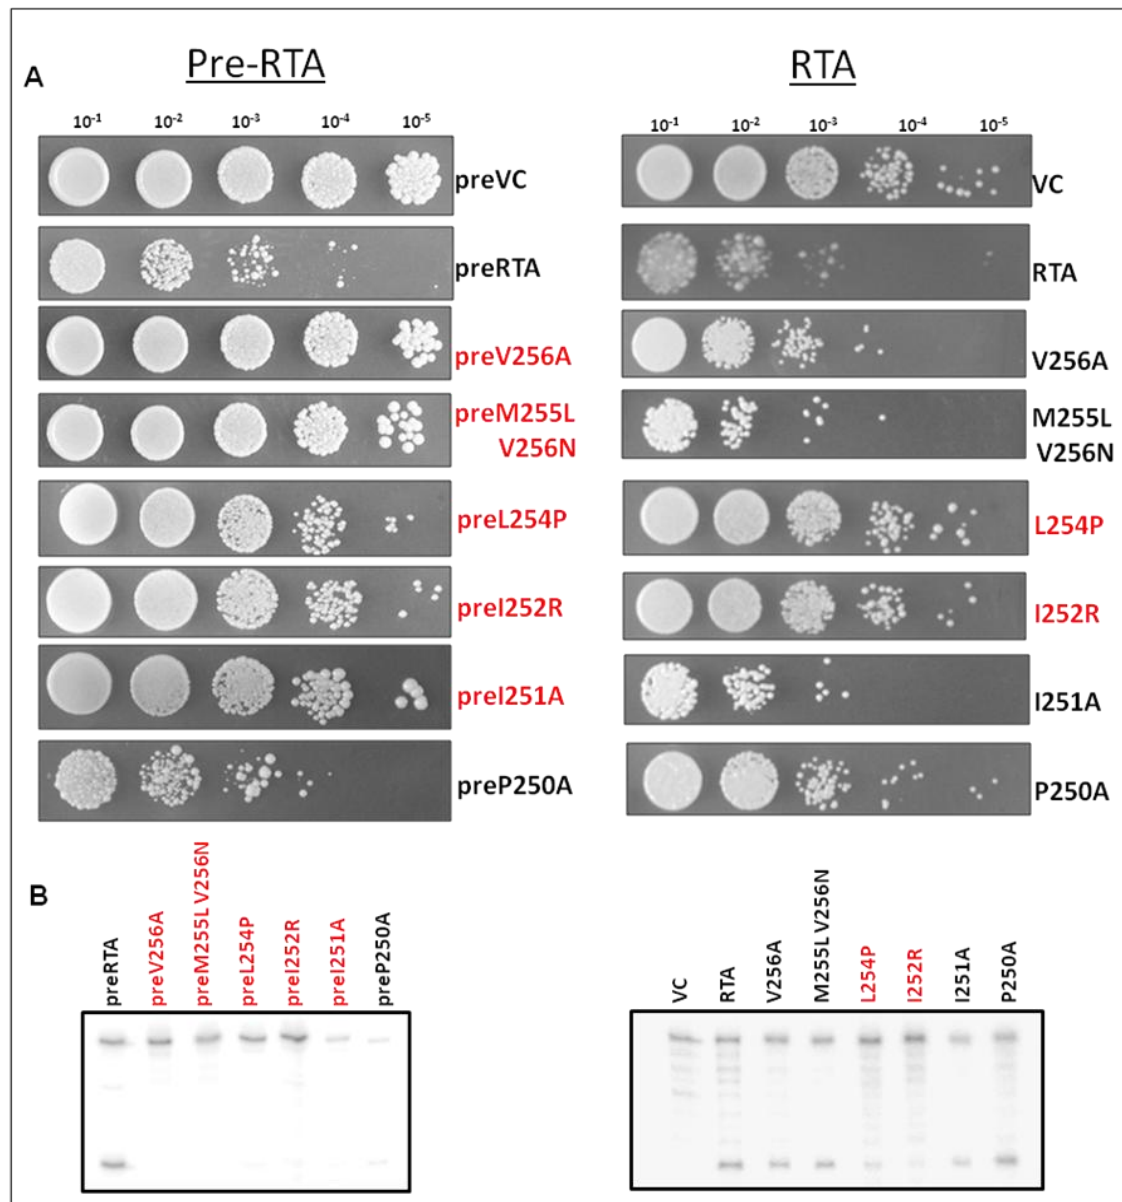 Pre-RTA
RTA
A
10⁻¹ 10⁻² 10⁻³ 10⁻⁴ 10⁻⁵
preVC
preRTA
preV256A
preM255L
V256N
preL254P
preI252R
preI251A
preP250A
10⁻¹ 10⁻² 10⁻³ 10⁻⁴ 10⁻⁵
VC
RTA
V256A
M255L
V256N
L254P
I252R
I251A
P250A
B
preRTA
preV256A
preM255L V256N
preL254P
preI252R
preI251A
preP250A
VC
RTA
V256A
M255L V256N
L254P
I252R
I251A
P250A